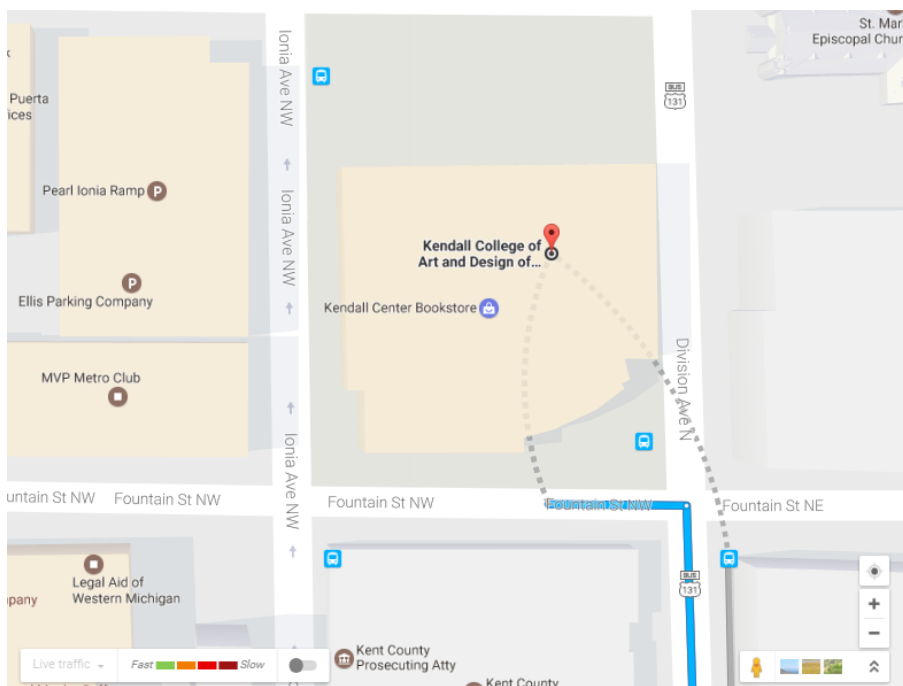 Ionia Ave NW
St. Mar
Episcopal Chur
k
Puerta
ices
BUS
131
Pearl Ionia Ramp P
Ionia Ave NW
Kendall College of
Art and Design of...
Ellis Parking Company P
Kendall Center Bookstore
MVP Metro Club
Division Ave N
Ionia Ave NW
untain St NW
Fountain St NW
Fountain St NW
Fountain St NW
Fountain St NE
Legal Aid of
Western Michigan
mpany
BUS
131
Kent County
Prosecuting Atty
Kent County
Live traffic
Fast
Slow